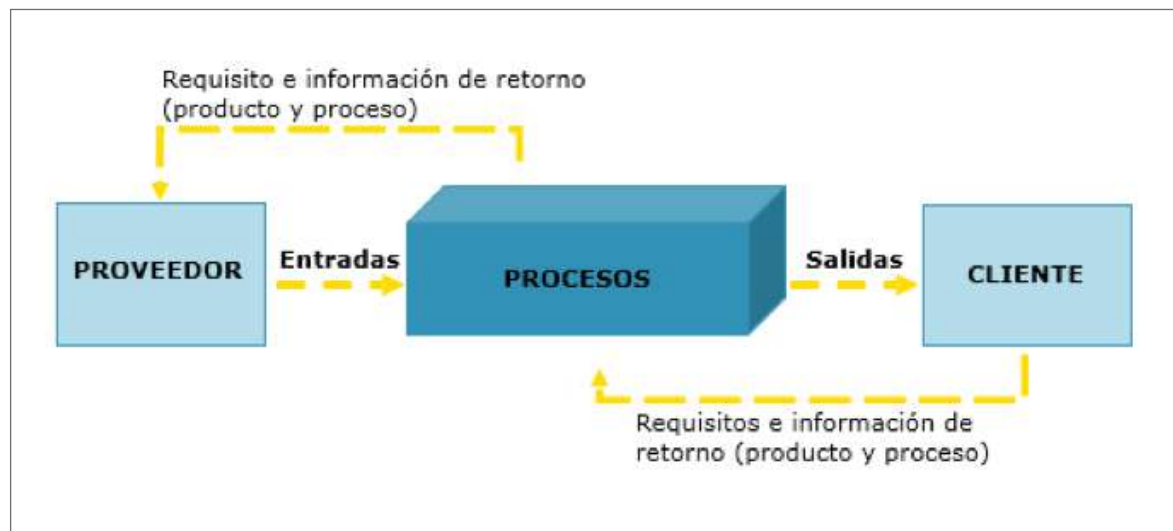 Requisito e información de retorno
(producto y proceso)
PROVEEDOR
Entradas
PROCESOS
Salidas
CLIENTE
Requisitos e información de
retorno (producto y proceso)